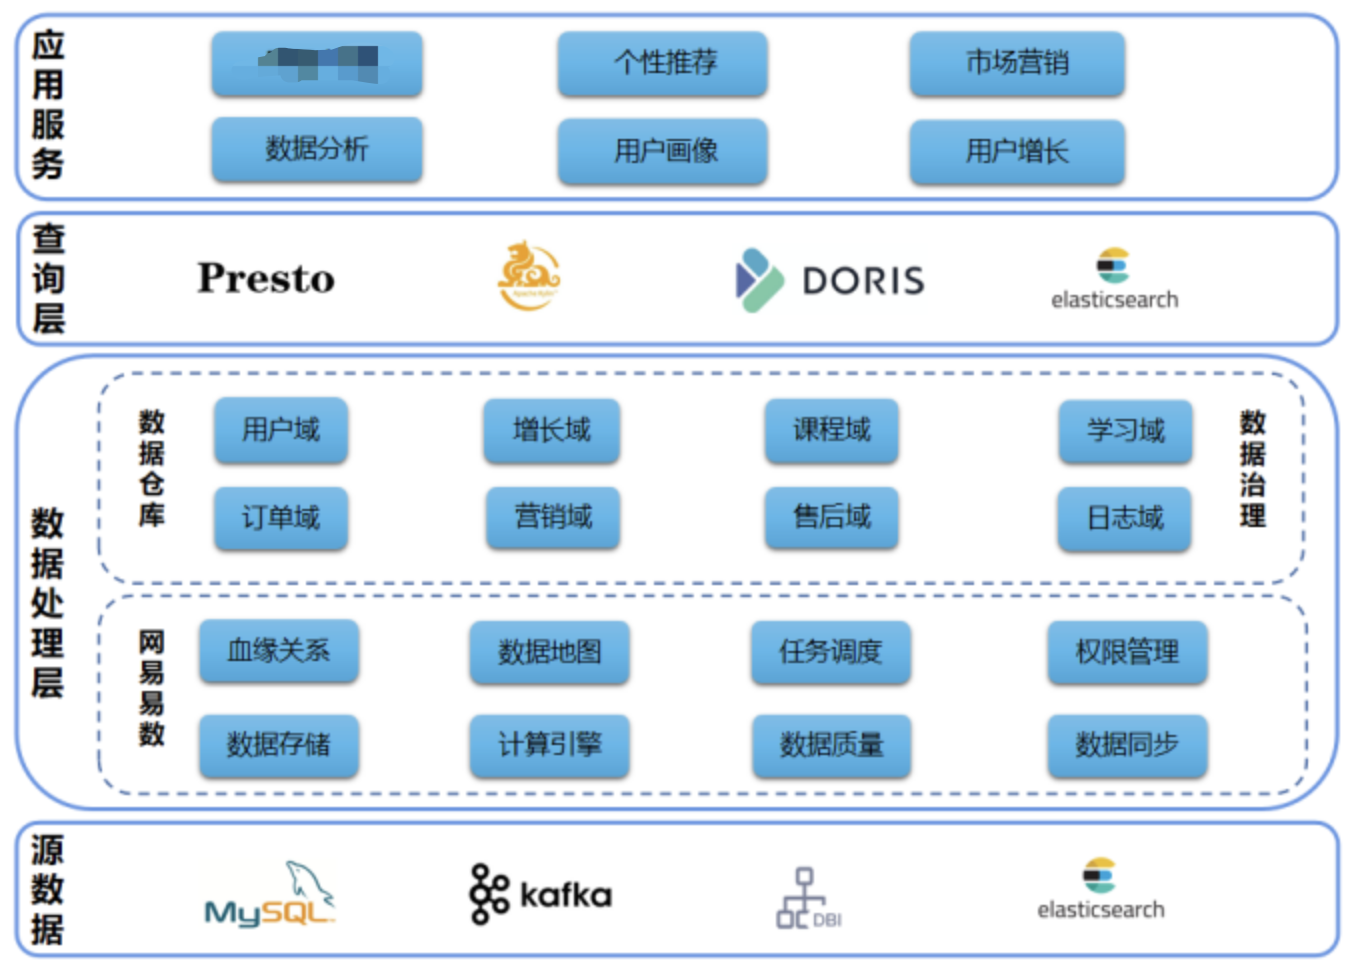 应用服务
个性推荐
市场营销
数据分析
用户画像
用户增长
查询层
Presto
Apache Kylin
DORIS
elasticsearch
数据处理层
数据仓库
用户域
增长域
课程域
学习域
数据治理
订单域
营销域
售后域
日志域
网易易数
血缘关系
数据地图
任务调度
权限管理
数据存储
计算引擎
数据质量
数据同步
源数据
MySQL
kafka
DBI
elasticsearch